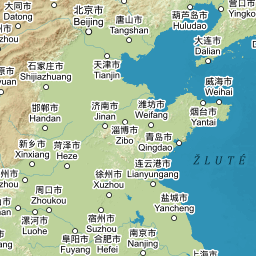 大同市
Datong
北京市
Beijing
唐山市
Tangshan
葫芦岛市
Huludao
营口市
Yingkou
大连市
Dalian
石家庄市
Shijiazhuang
天津市
Tianjin
威海市
Weihai
邯郸市
Handan
济南市
Jinan
潍坊市
Weifang
烟台市
Yantai
淄博市
Zibo
青岛市
Qingdao
新乡市
Xinxiang
菏泽市
Heze
ŽLUTÉ
连云港市
Lianyungang
周口市
Zhoukou
徐州市
Xuzhou
盐城市
Yancheng
漯河市
Luohe
宿州市
Suzhou
阜阳市
Fuyang
合肥市
Hefei
南京市
Nanjing
上海市